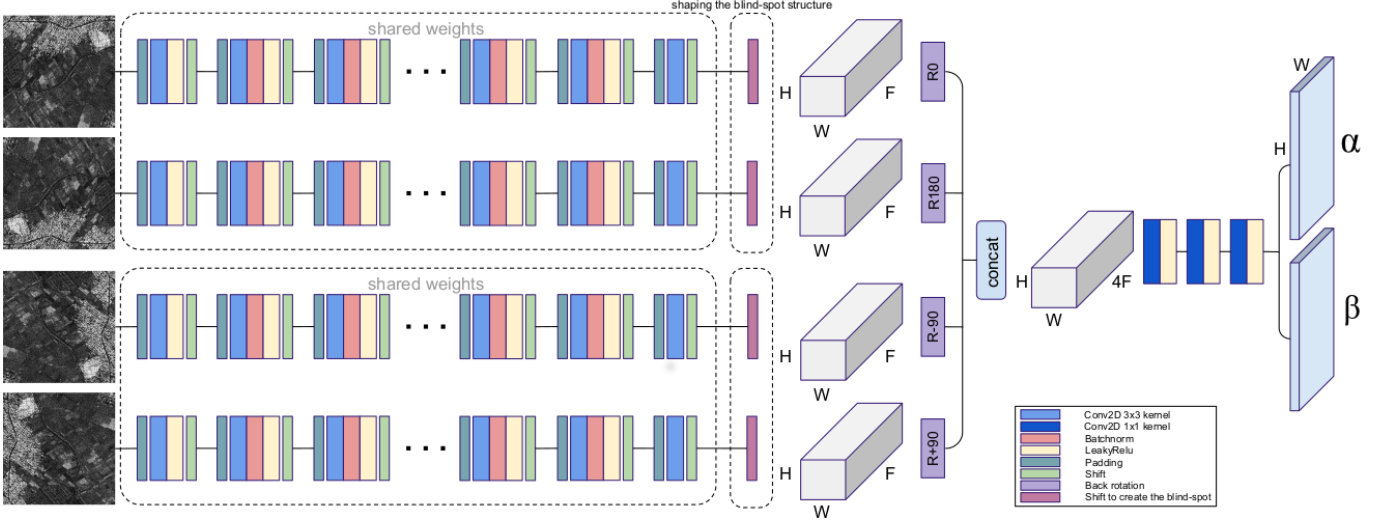 shaping the blind-spot structure
shared weights
H
W
F
R0
H
W
F
R180
shared weights
H
W
F
R-90
H
W
F
R+90
concat
H
W
4F
W
H
α
β
Conv2D 3x3 kernel
Conv2D 1x1 kernel
Batchnorm
LeakyRelu
Padding
Shift
Back rotation
Shift to create the blind-spot